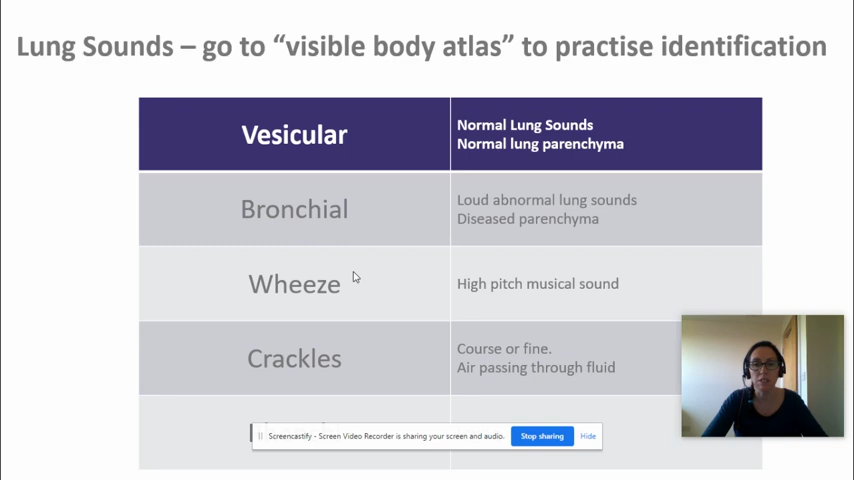 Lung Sounds – go to “visible body atlas” to practise identification
Vesicular
Normal Lung Sounds
Normal lung parenchyma
Bronchial
Loud abnormal lung sounds
Diseased parenchyma
Wheeze
High pitch musical sound
Crackles
Course or fine.
Air passing through fluid
Screencastify - Screen Video Recorder is sharing your screen and audio.
Stop sharing
Hide